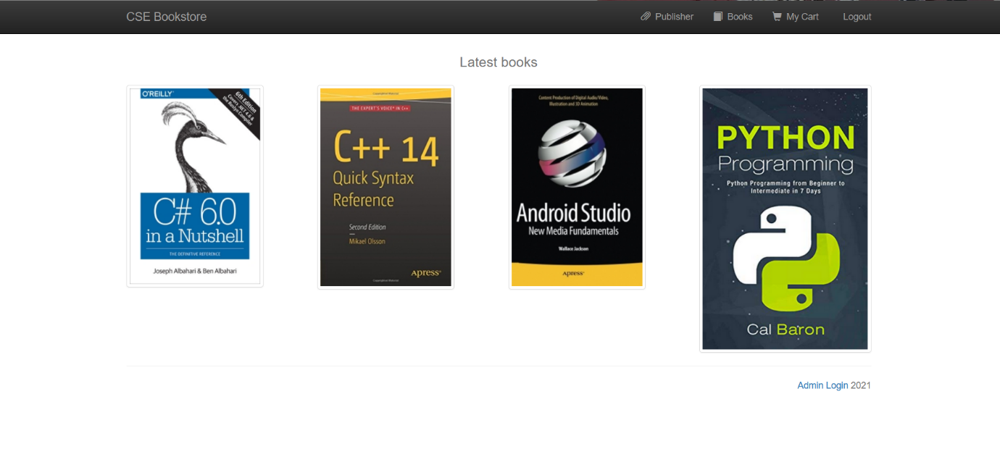 CSE Bookstore
Publisher
Books
My Cart
Logout
Latest books
O'REILLY
6th Edition
Covers .NET 4.6 &
the Roslyn Compiler
C# 6.0
in a Nutshell
THE DEFINITIVE REFERENCE
Joseph Albahari & Ben Albahari
THE EXPERT'S VOICE® IN C++
C++ 14
Quick Syntax
Reference
Second Edition
Mikael Olsson
Apress®
Content Production of Digital Audio/Video,
Illustration and 3D Animation
Android Studio
New Media Fundamentals
Wallace Jackson
Apress®
PYTHON
Programming
Python Programming from Beginner to
Intermediate in 7 Days
Cal Baron
Admin Login 2021